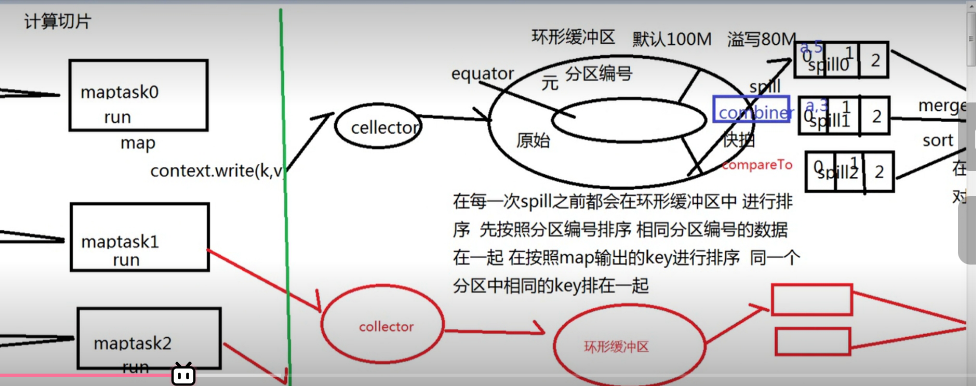 计算切片
maptask0
run
map
context.write(k,v
cellector
equator
环形缓冲区 默认100M 溢写80M
元 分区编号
原始
spill
combiner
快拍
compareTo
a,5
0 1 2
spill0
a,3
0 1 2
spill1
0 1 2
spill2
merge
sort
在
对
在每一次spill之前都会在环形缓冲区中 进行排
序 先按照分区编号排序 相同分区编号的数据
在一起 在按照map输出的key进行排序 同一个
分区中相同的key排在一起
maptask1
run
maptask2
run
collector
环形缓冲区